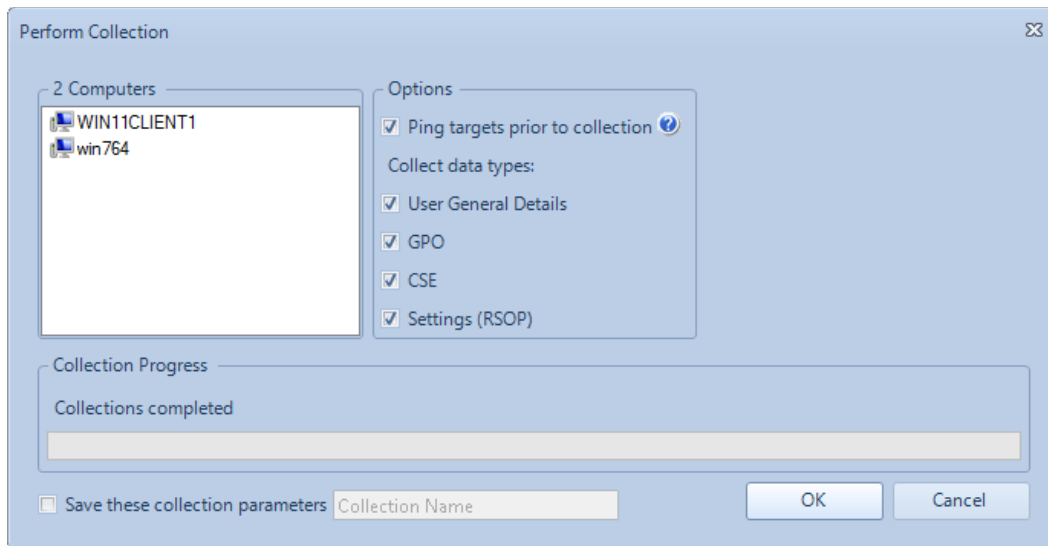 Perform Collection
2 Computers
WIN11CLIENT1
win764
Options
Ping targets prior to collection
Collect data types:
User General Details
GPO
CSE
Settings (RSOP)
Collection Progress
Collections completed
Save these collection parameters
Collection Name
OK
Cancel